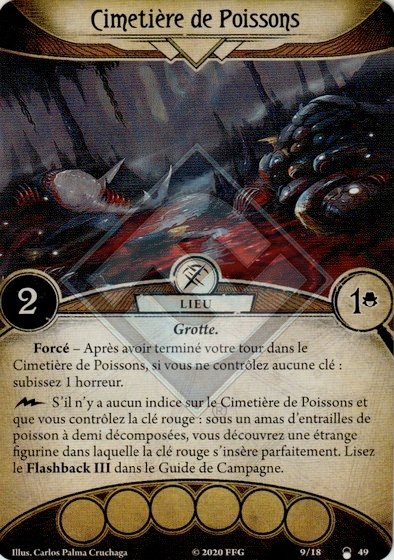 Cimetière de Poissons
2
LIEU
1
Grotte.
Forcé – Après avoir terminé votre tour dans le
Cimetière de Poissons, si vous ne contrôlez aucune clé :
subissez 1 horreur.
S'il n'y a aucun indice sur le Cimetière de Poissons et
que vous contrôlez la clé rouge : sous un amas d'entrailles de
poisson à demi décomposées, vous découvrez une étrange
figurine dans laquelle la clé rouge s'insère parfaitement. Lisez
le Flashback III dans le Guide de Campagne.
Illus. Carlos Palma Cruchaga © 2020 FFG 9/18 49